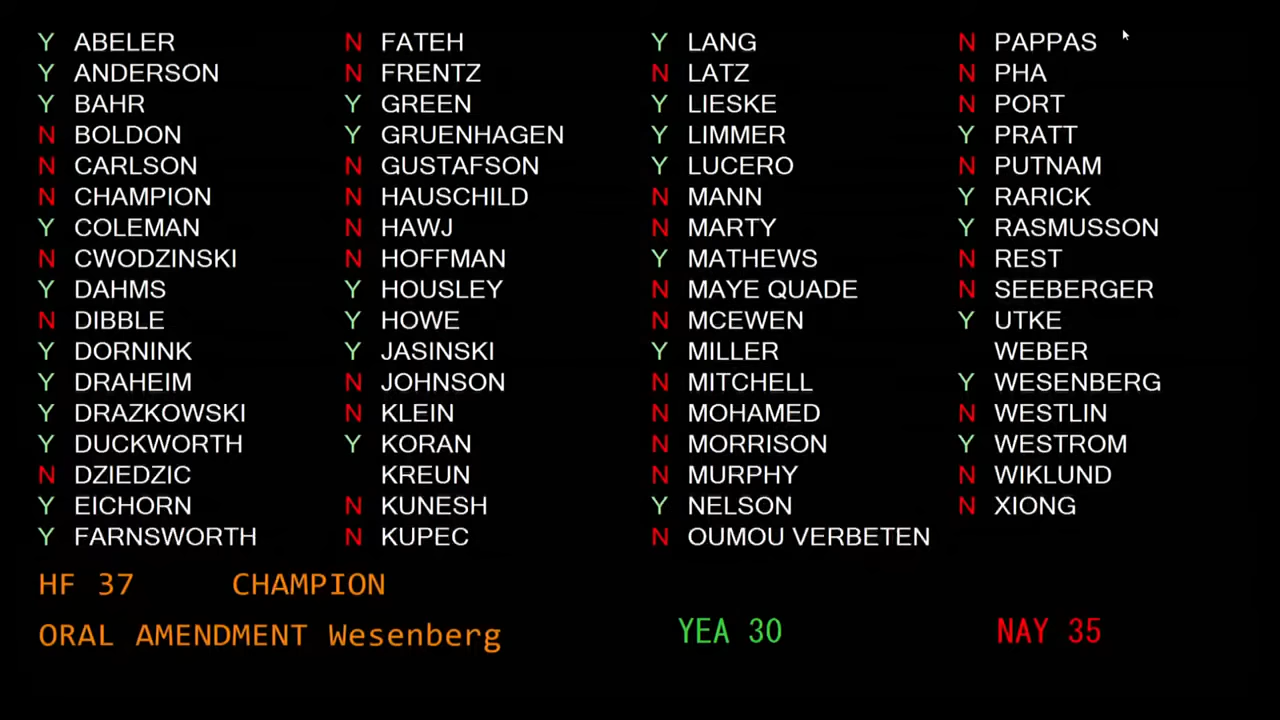 Y ABELER N FATEH Y LANG N PAPPAS
Y ANDERSON N FRENTZ N LATZ N PHA
Y BAHR Y GREEN Y LIESKE N PORT
N BOLDON Y GRUENHAGEN Y LIMMER Y PRATT
N CARLSON N GUSTAFSON Y LUCERO N PUTNAM
N CHAMPION N HAUSCHILD N MANN Y RARICK
Y COLEMAN N HAWJ N MARTY Y RASMUSSON
N CWODZINSKI N HOFFMAN Y MATHEWS N REST
Y DAHMS Y HOUSLEY N MAYE QUADE N SEEBERGER
N DIBBLE Y HOWE N MCEWEN Y UTKE
Y DORNINK Y JASINSKI Y MILLER WEBER
Y DRAHEIM N JOHNSON N MITCHELL Y WESENBERG
Y DRAZKOWSKI N KLEIN N MOHAMED N WESTLIN
Y DUCKWORTH Y KORAN N MORRISON Y WESTROM
N DZIEDZIC KREUN N MURPHY N WIKLUND
Y EICHORN N KUNESH Y NELSON N XIONG
Y FARNSWORTH N KUPEC N OUMOU VERBETEN
HF 37 CHAMPION
ORAL AMENDMENT Wesenberg YEA 30 NAY 35